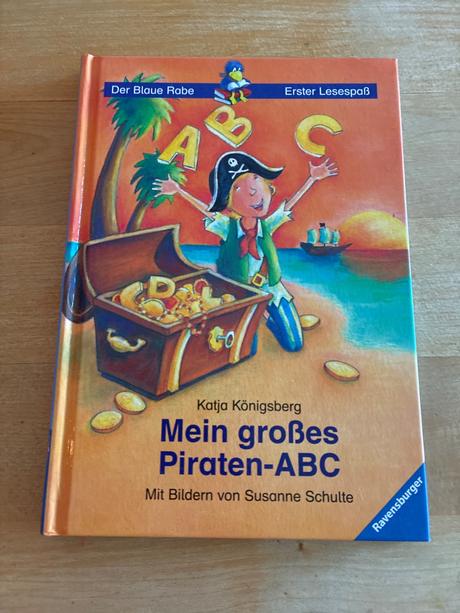 Der Blaue Rabe
Erster Lesespaß
A B C
Katja Königsberg
Mein großes
Piraten-ABC
Mit Bildern von Susanne Schulte
Ravensburger